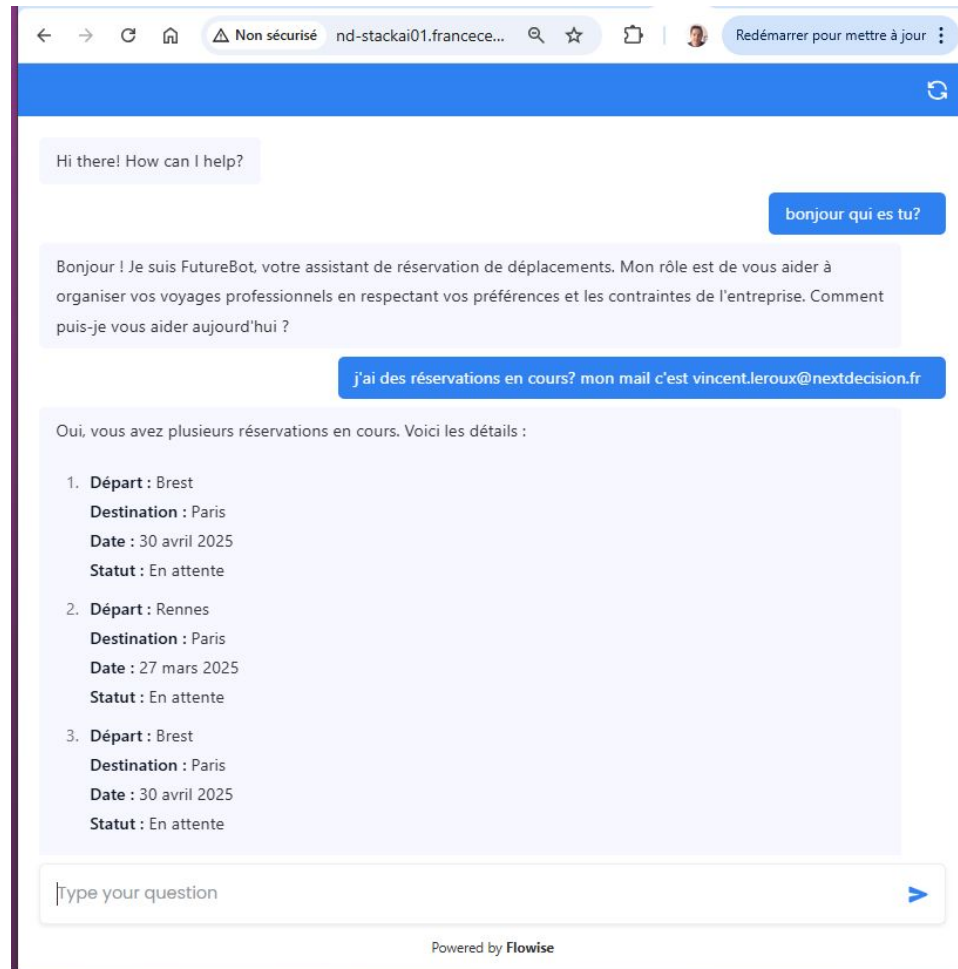 Non sécurisé nd-stackai01.francece... Redémarrer pour mettre à jour
Hi there! How can I help?
bonjour qui es tu?
Bonjour ! Je suis FutureBot, votre assistant de réservation de déplacements. Mon rôle est de vous aider à
organiser vos voyages professionnels en respectant vos préférences et les contraintes de l'entreprise. Comment
puis-je vous aider aujourd'hui ?
j'ai des réservations en cours? mon mail c'est vincent.leroux@nextdecision.fr
Oui, vous avez plusieurs réservations en cours. Voici les détails :
1. Départ : Brest
Destination : Paris
Date : 30 avril 2025
Statut : En attente
2. Départ : Rennes
Destination : Paris
Date : 27 mars 2025
Statut : En attente
3. Départ : Brest
Destination : Paris
Date : 30 avril 2025
Statut : En attente
Type your question
Powered by Flowise